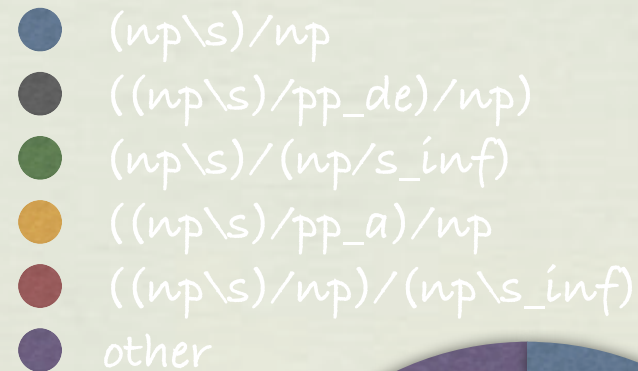 (np\s)/np
((np\s)/pp_de)/np)
(np\s)/(np/s_inf)
((np\s)/pp_a)/np
((np\s)/np)/(np\s_inf)
other